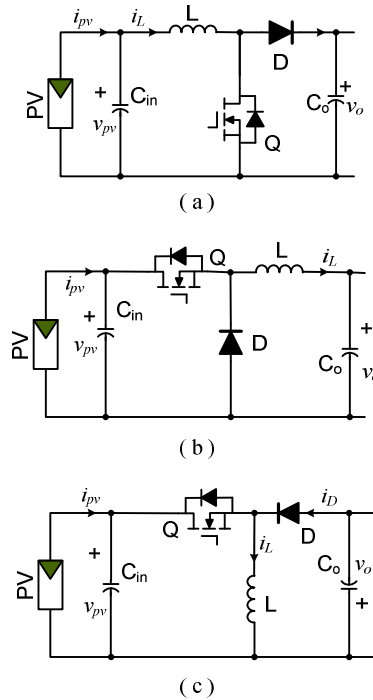 i_pv i_L L
D
PV + C_in v_pv
Q
C_o + v_o
( a )
Q L i_L
i_pv
PV + C_in v_pv
D
C_o + v_o
( b )
i_pv i_D
Q D
PV + C_in v_pv
i_L L
C_o v_o +
( c )